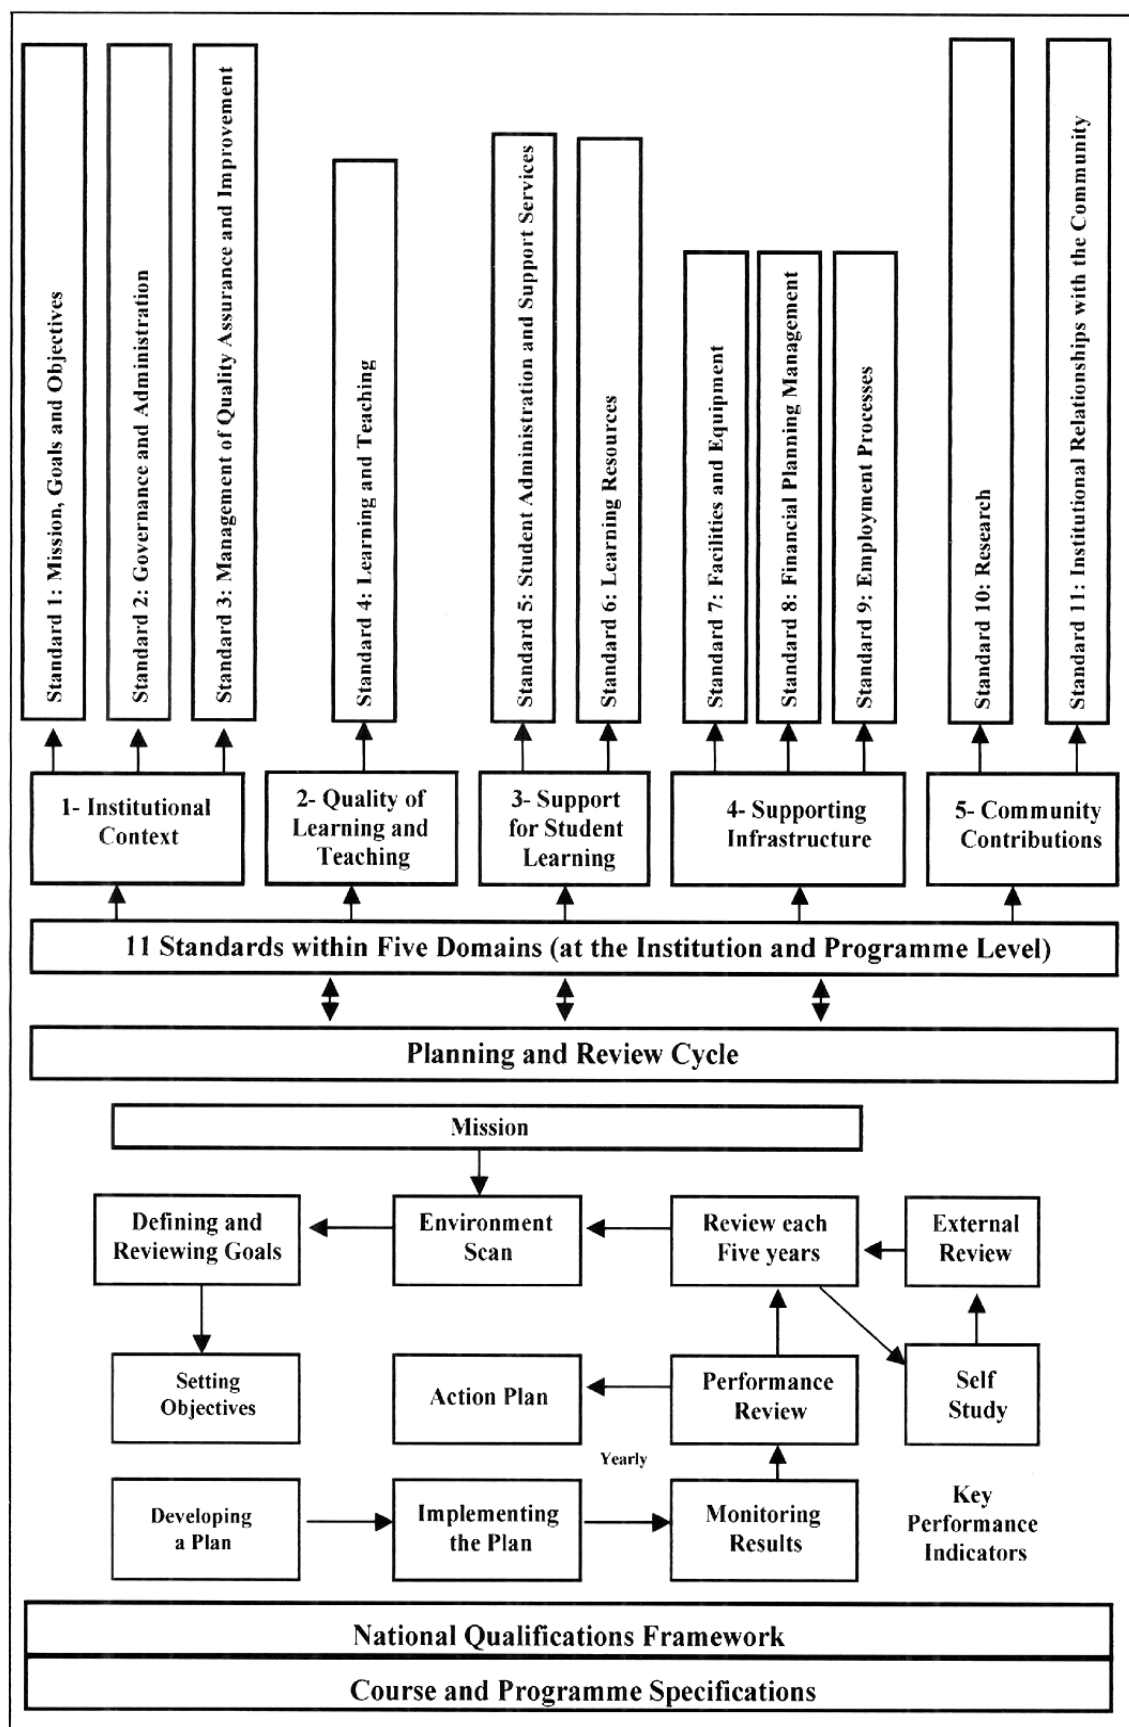 Standard 1: Mission, Goals and Objectives
Standard 2: Governance and Administration
Standard 3: Management of Quality Assurance and Improvement
Standard 4: Learning and Teaching
Standard 5: Student Administration and Support Services
Standard 6: Learning Resources
Standard 7: Facilities and Equipment
Standard 8: Financial Planning Management
Standard 9: Employment Processes
Standard 10: Research
Standard 11: Institutional Relationships with the Community
1- Institutional
Context
2- Quality of
Learning and
Teaching
3- Support
for Student
Learning
4- Supporting
Infrastructure
5- Community
Contributions
11 Standards within Five Domains (at the Institution and Programme Level)
Planning and Review Cycle
Mission
Defining and
Reviewing Goals
Environment
Scan
Review each
Five years
External
Review
Setting
Objectives
Action Plan
Performance
Review
Self
Study
Yearly
Developing
a Plan
Implementing
the Plan
Monitoring
Results
Key
Performance
Indicators
National Qualifications Framework
Course and Programme Specifications